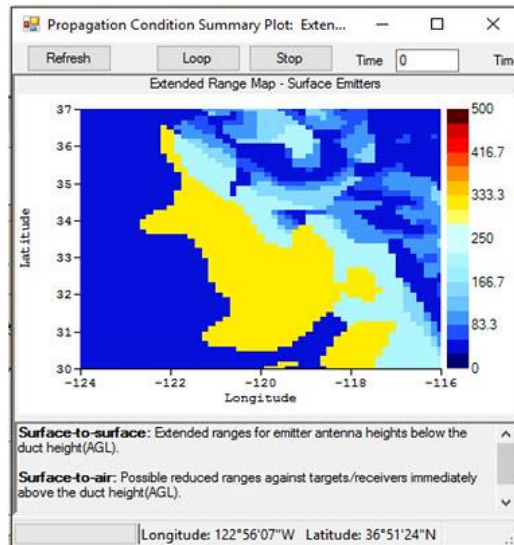 Propagation Condition Summary Plot: Exten...
Refresh Loop Stop Time 0 Time
Extended Range Map - Surface Emitters
37
36
35
34
33
32
31
30
Latitude
-124 -122 -120 -118 -116
Longitude
500
416.7
333.3
250
166.7
83.3
0
Surface-to-surface: Extended ranges for emitter antenna heights below the
duct height(AGL).
Surface-to-air: Possible reduced ranges against targets/receivers immediately
above the duct height(AGL).
Longitude: 122°56'07"W Latitude: 36°51'24"N